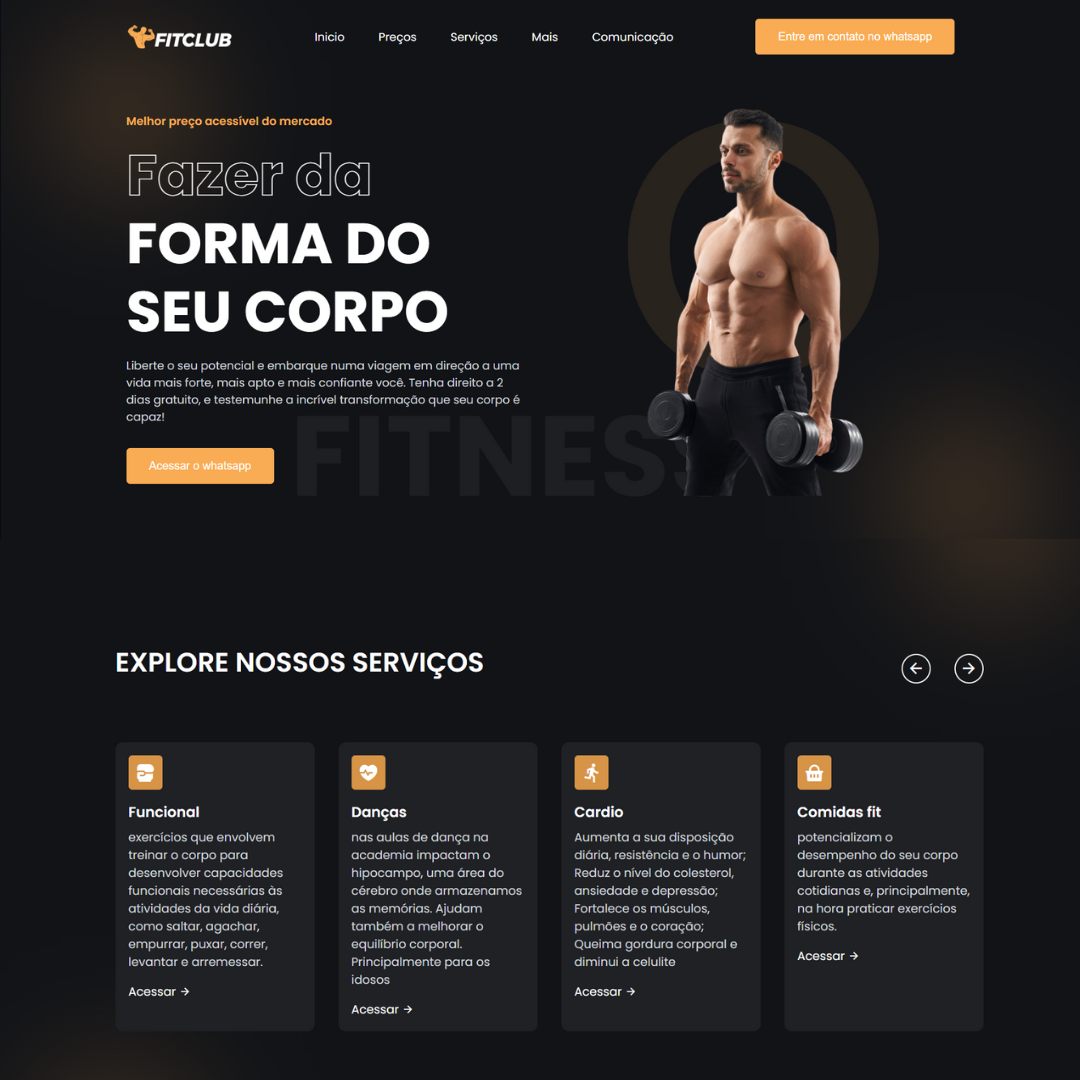 FITCLUB
Inicio
Preços
Serviços
Mais
Comunicação
Entre em contato no whatsapp
Melhor preço acessível do mercado
Fazer da
FORMA DO
SEU CORPO
Liberte o seu potencial e embarque numa viagem em direção a uma
vida mais forte, mais apto e mais confiante você. Tenha direito a 2
dias gratuito, e testemunhe a incrível transformação que seu corpo é
capaz!
Acessar o whatsapp
FITNESS
EXPLORE NOSSOS SERVIÇOS
Funcional
exercícios que envolvem
treinar o corpo para
desenvolver capacidades
funcionais necessárias às
atividades da vida diária,
como saltar, agachar,
empurrar, puxar, correr,
levantar e arremessar.
Acessar →
Danças
nas aulas de dança na
academia impactam o
hipocampo, uma área do
cérebro onde armazenamos
as memórias. Ajudam
também a melhorar o
equilíbrio corporal.
Principalmente para os
idosos
Acessar →
Cardio
Aumenta a sua disposição
diária, resistência e o humor;
Reduz o nível do colesterol,
ansiedade e depressão;
Fortalece os músculos,
pulmões e o coração;
Queima gordura corporal e
diminui a celulite
Acessar →
Comidas fit
potencializam o
desempenho do seu corpo
durante as atividades
cotidianas e, principalmente,
na hora praticar exercícios
físicos.
Acessar →